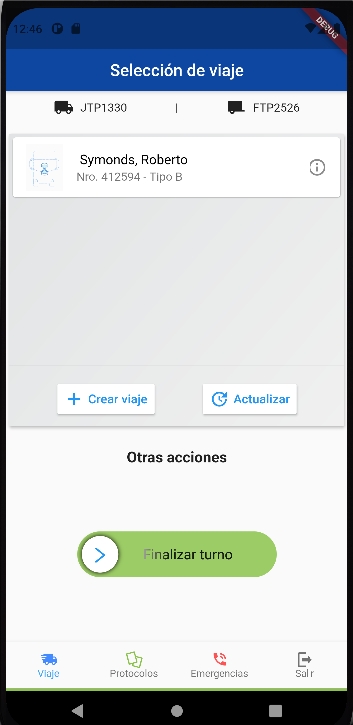 12:46
DEBUG
Selección de viaje
JTP1330 | FTP2526
Symonds, Roberto
Nro. 412594 - Tipo B
Crear viaje
Actualizar
Otras acciones
Finalizar turno
Viaje
Protocolos
Emergencias
Salir